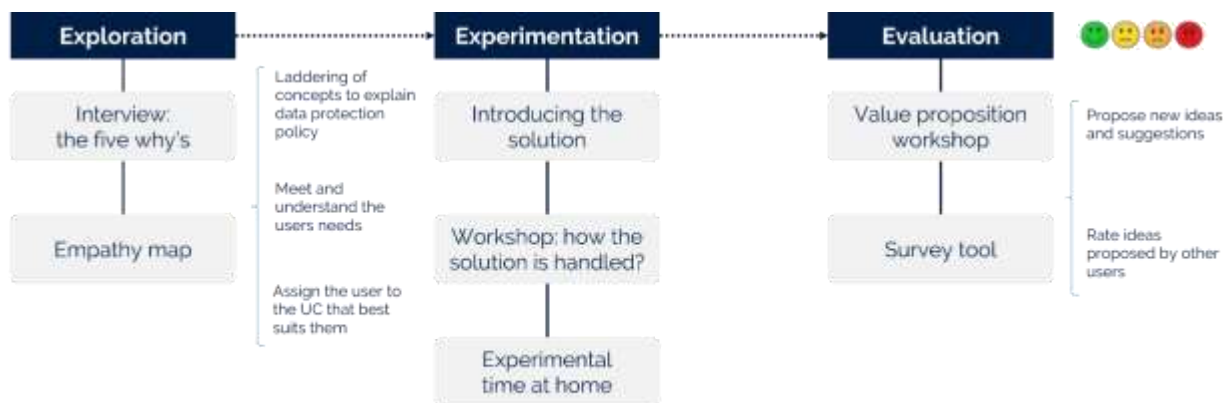 Exploration
Interview:
the five why's
Empathy map
Laddering of
concepts to explain
data protection
policy
Meet and
understand the
users needs
Assign the user to
the UC that best
suits them
Experimentation
Introducing the
solution
Workshop: how the
solution is handled?
Experimental
time at home
Evaluation
Value proposition
workshop
Survey tool
Propose new ideas
and suggestions
Rate ideas
proposed by other
users